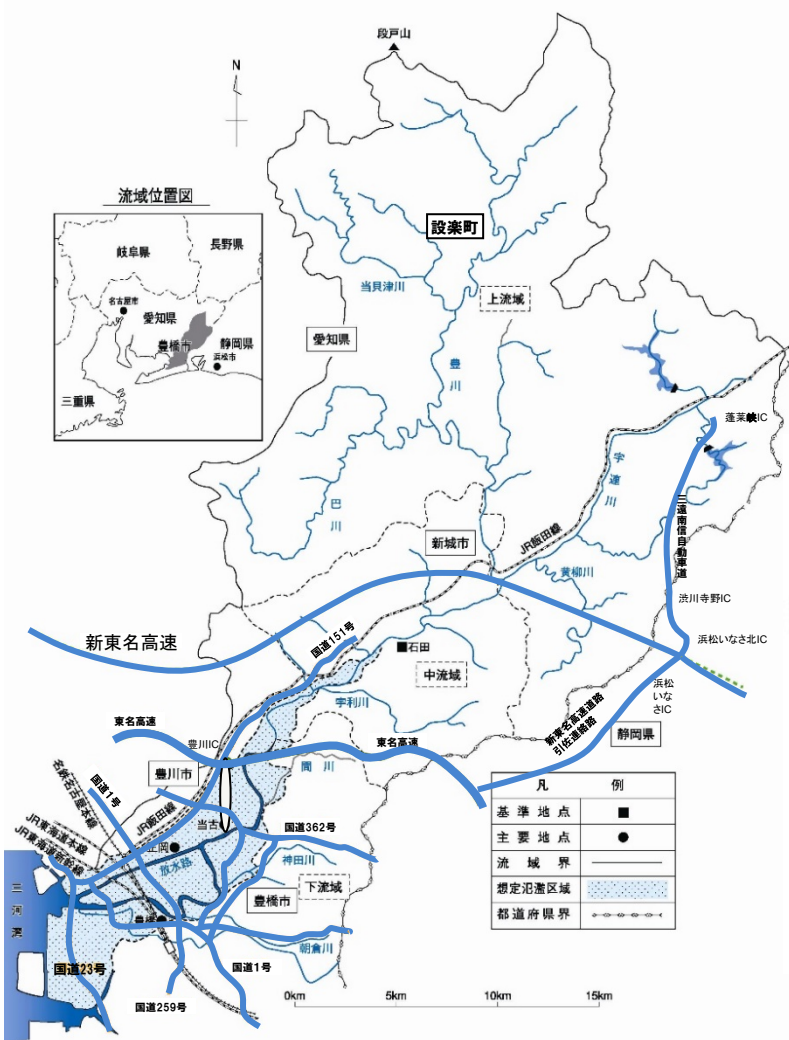 段戸山
N
流域位置図
岐阜県
長野県
名古屋市
愛知県
豊橋市
静岡県
浜松市
三重県
設楽町
当貝津川
上流域
愛知県
豊川
蓬莱峡IC
宇連川
巴川
JR飯田線
新城市
黄柳川
三遠南信自動車道
渋川寺野IC
新東名高速
国道151号
石田
中流域
浜松いなさ北IC
浜松
いな
さIC
宇利川
東名高速
豊川IC
東名高速
新東名高速道路
引佐連絡路
静岡県
豊川市
間川
名鉄名古屋本線
国道1号
JR飯田線
当古
国道362号
JR東海道本線
JR東海道新幹線
放水路
神田川
下流域
豊橋市
三河湾
朝倉川
国道23号
国道1号
国道259号
凡例
基準地点
主要地点
流域界
想定氾濫区域
都道府県界
0km
5km
10km
15km